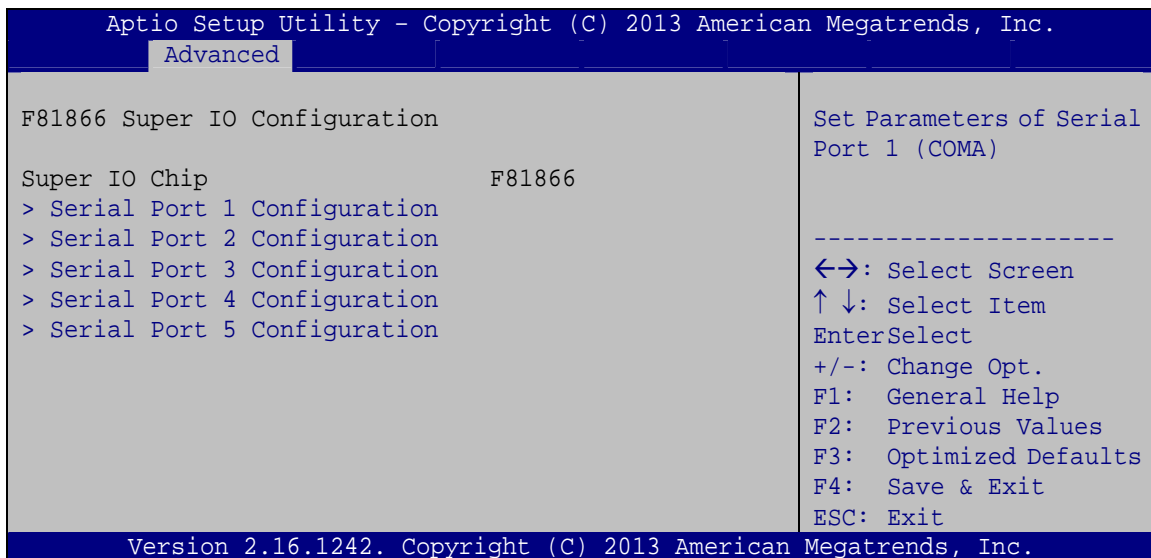 Aptio Setup Utility – Copyright (C) 2013 American Megatrends, Inc.
Advanced
F81866 Super IO Configuration
Super IO Chip F81866
> Serial Port 1 Configuration
> Serial Port 2 Configuration
> Serial Port 3 Configuration
> Serial Port 4 Configuration
> Serial Port 5 Configuration
Set Parameters of Serial
Port 1 (COMA)
---------------------
←→: Select Screen
↑ ↓: Select Item
EnterSelect
+/-: Change Opt.
F1: General Help
F2: Previous Values
F3: Optimized Defaults
F4: Save & Exit
ESC: Exit
Version 2.16.1242. Copyright (C) 2013 American Megatrends, Inc.